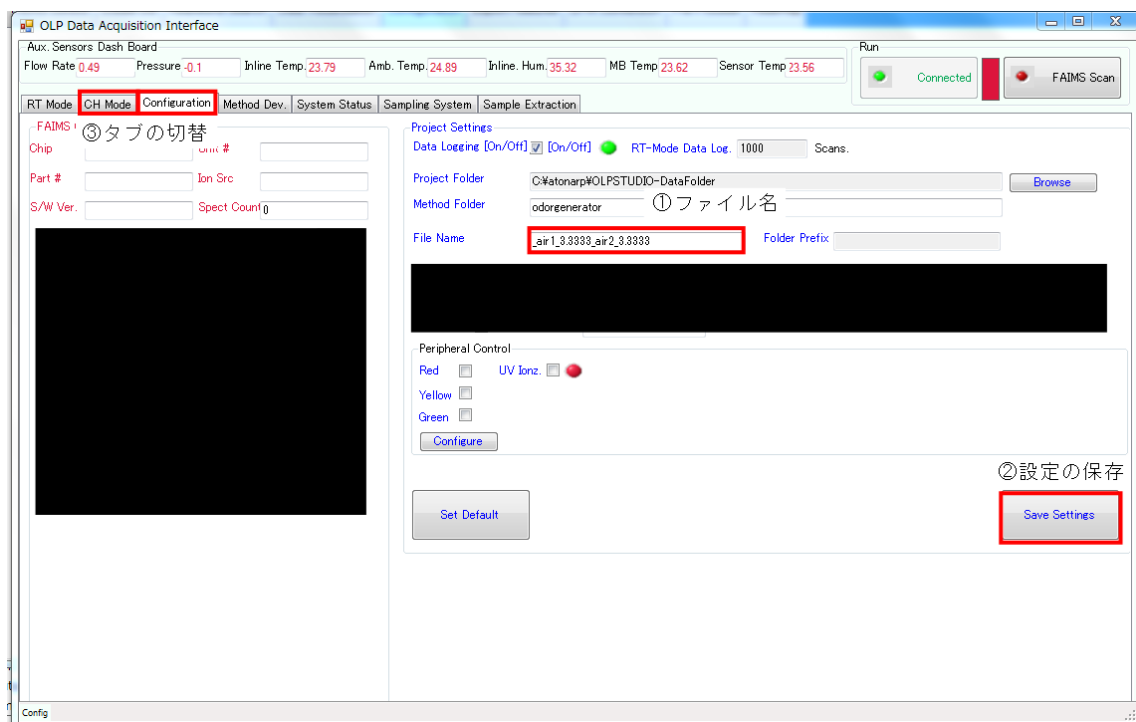 OLP Data Acquisition Interface
Aux. Sensors Dash Board
Run
Flow Rate 0.49 Pressure -0.1 Inline Temp. 23.79 Amb. Temp. 24.89 Inline. Hum. 35.32 MB Temp 23.62 Sensor Temp 23.56
Connected
FAIMS Scan
RT Mode CH Mode Configuration Method Dev. System Status Sampling System Sample Extraction
③タブの切替
FAIMS
Chip
#
Part # Ion Src
S/W Ver. Spect Count 0
Project Settings
Data Logging [On/Off] [On/Off] RT-Mode Data Log. 1000 Scans.
Project Folder C:¥atonarp¥OLPSTUDIO-DataFolder Browse
Method Folder odorgenerator
①ファイル名
File Name _air1_3.3333_air2_3.3333 Folder Prefix
Peripheral Control
Red UV Ionz.
Yellow
Green
Configure
②設定の保存
Set Default
Save Settings
Config